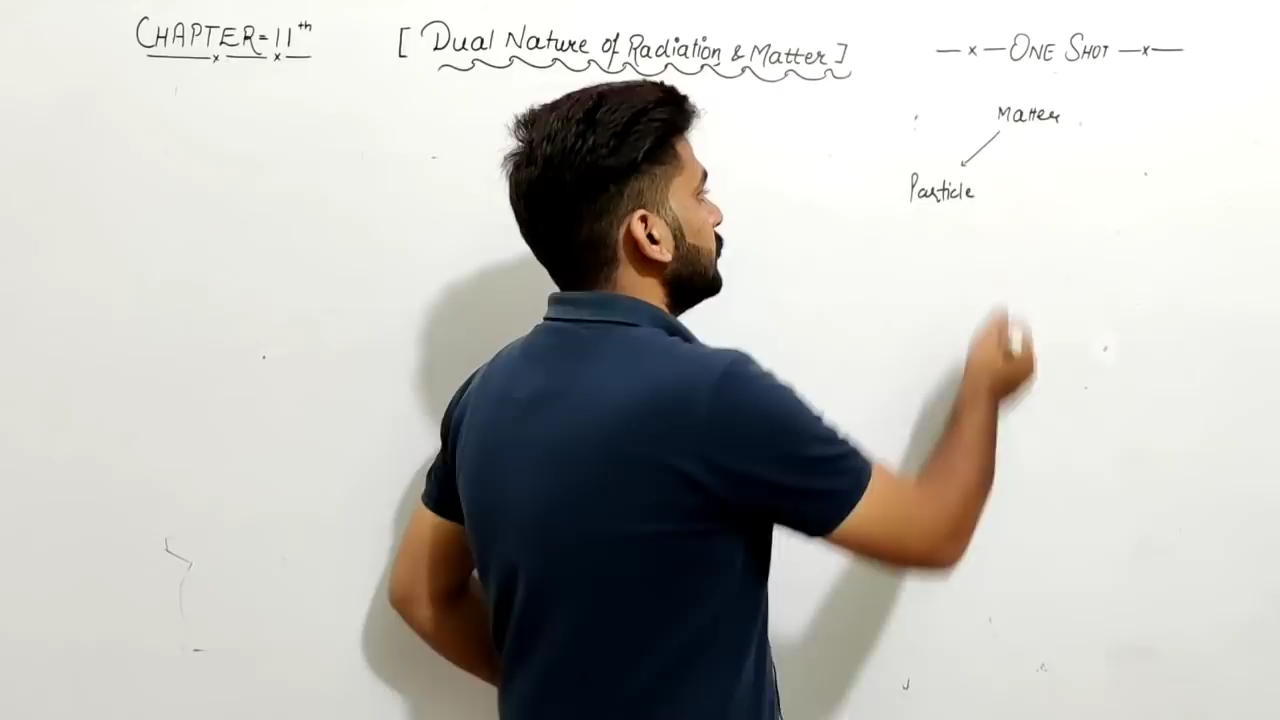 CHAPTER=11th [Dual Nature of Radiation & Matter] —x—ONE SHOT—x—
Matter
Particle